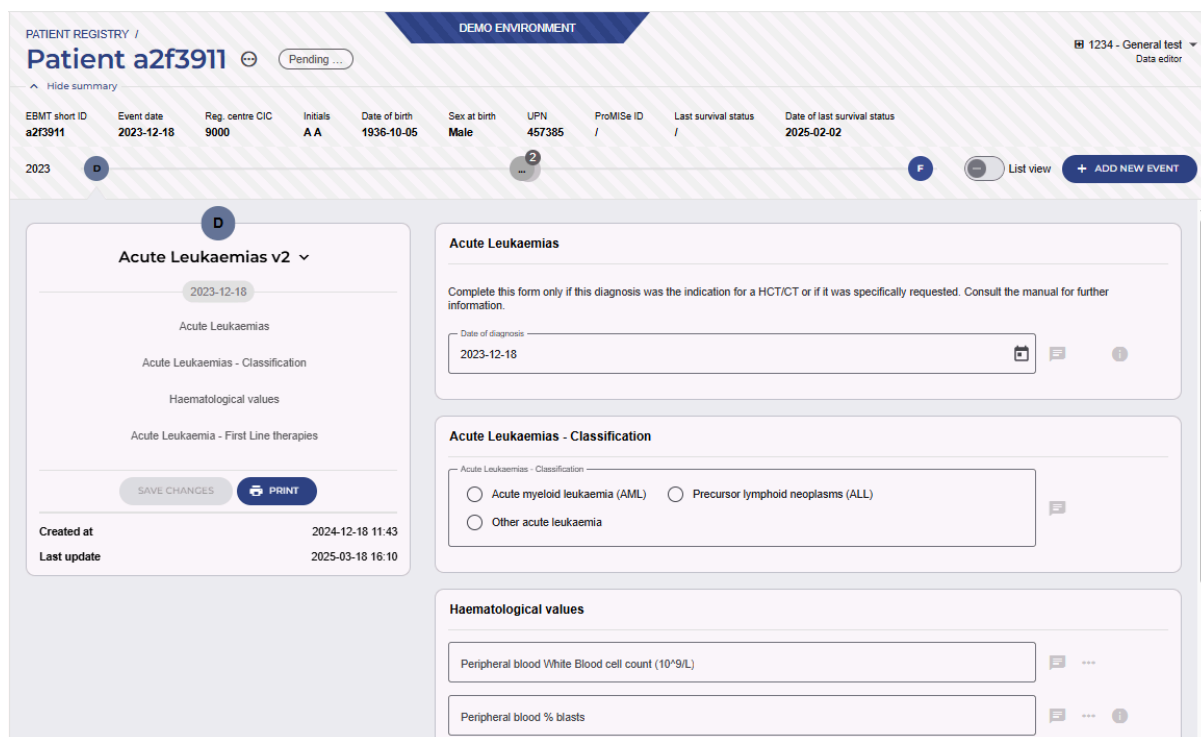 DEMO ENVIRONMENT
PATIENT REGISTRY /
Patient a2f3911
Pending ...
1234 - General test
Data editor
Hide summary
EBMT short ID Event date Reg. centre CIC Initials Date of birth Sex at birth UPN ProMISe ID Last survival status Date of last survival status
a2f3911 2023-12-18 9000 A A 1936-10-05 Male 457385 / / 2025-02-02
2023 D ... 2 F List view + ADD NEW EVENT
D
Acute Leukaemias v2
2023-12-18
Acute Leukaemias
Acute Leukaemias - Classification
Haematological values
Acute Leukaemia - First Line therapies
SAVE CHANGES PRINT
Created at 2024-12-18 11:43
Last update 2025-03-18 16:10
Acute Leukaemias
Complete this form only if this diagnosis was the indication for a HCT/CT or if it was specifically requested. Consult the manual for further
information.
Date of diagnosis
2023-12-18
Acute Leukaemias - Classification
Acute Leukaemias - Classification
Acute myeloid leukaemia (AML) Precursor lymphoid neoplasms (ALL)
Other acute leukaemia
Haematological values
Peripheral blood White Blood cell count (10^9/L)
Peripheral blood % blasts